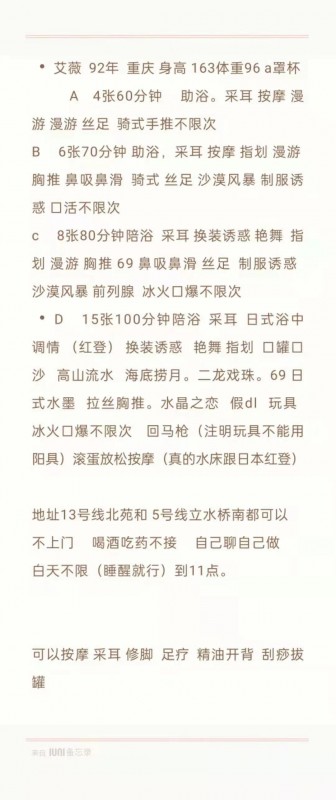 • 艾薇 92年 重庆 身高 163体重96 a罩杯
A 4张60分钟 助浴。采耳 按摩 漫
游 漫游 丝足 骑式手推不限次
B 6张70分钟 助浴，采耳 按摩 指划 漫游
胸推 鼻吸鼻滑 骑式 丝足 沙漠风暴 制服诱
惑 口活不限次
c 8张80分钟陪浴 采耳 换装诱惑 艳舞 指
划 漫游 胸推 69 鼻吸鼻滑 丝足 制服诱惑
沙漠风暴 前列腺 冰火口爆不限次
• D 15张100分钟陪浴 采耳 日式浴中
调情 （红登） 换装诱惑 艳舞 指划 口罐口
沙 高山流水 海底捞月。二龙戏珠。69 日
式水墨 拉丝胸推。水晶之恋 假dl 玩具
冰火口爆不限次 回马枪（注明玩具不能用
阳具）滚蛋放松按摩（真的水床跟日本红登）
地址13号线北苑和 5号线立水桥南都可以
不上门 喝酒吃药不接 自己聊自己做
白天不限（睡醒就行）到11点。
可以按摩 采耳 修脚 足疗 精油开背 刮痧拔
罐
来自 IUNI备忘录